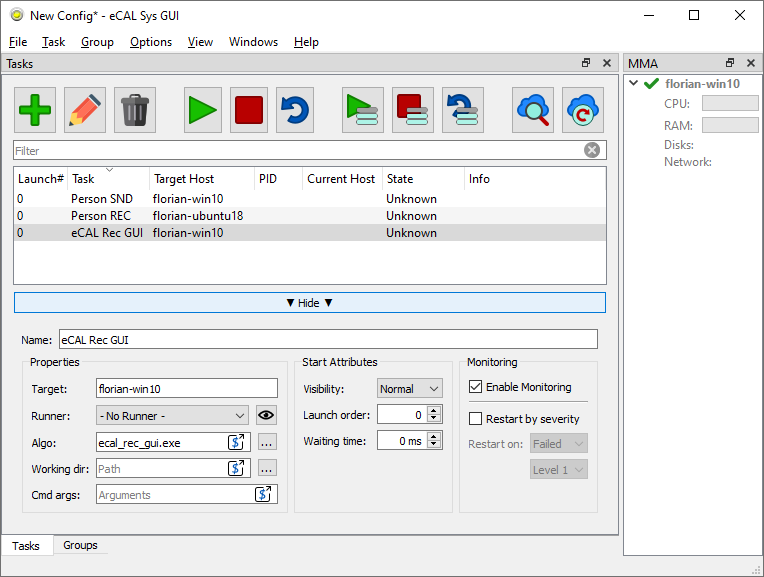 New Config* - eCAL Sys GUI
File Task Group Options View Windows Help
Tasks
MMA
florian-win10
CPU:
RAM:
Disks:
Network:
Filter
Launch# Task Target Host PID Current Host State Info
0 Person SND florian-win10 Unknown
0 Person REC florian-ubuntu18 Unknown
0 eCAL Rec GUI florian-win10 Unknown
▼ Hide ▼
Name: eCAL Rec GUI
Properties
Target: florian-win10
Runner: - No Runner -
Algo: ecal_rec_gui.exe $ ...
Working dir: Path $ ...
Cmd args: Arguments $
Start Attributes
Visibility: Normal
Launch order: 0
Waiting time: 0 ms
Monitoring
Enable Monitoring
Restart by severity
Restart on: Failed
Level 1
Tasks Groups